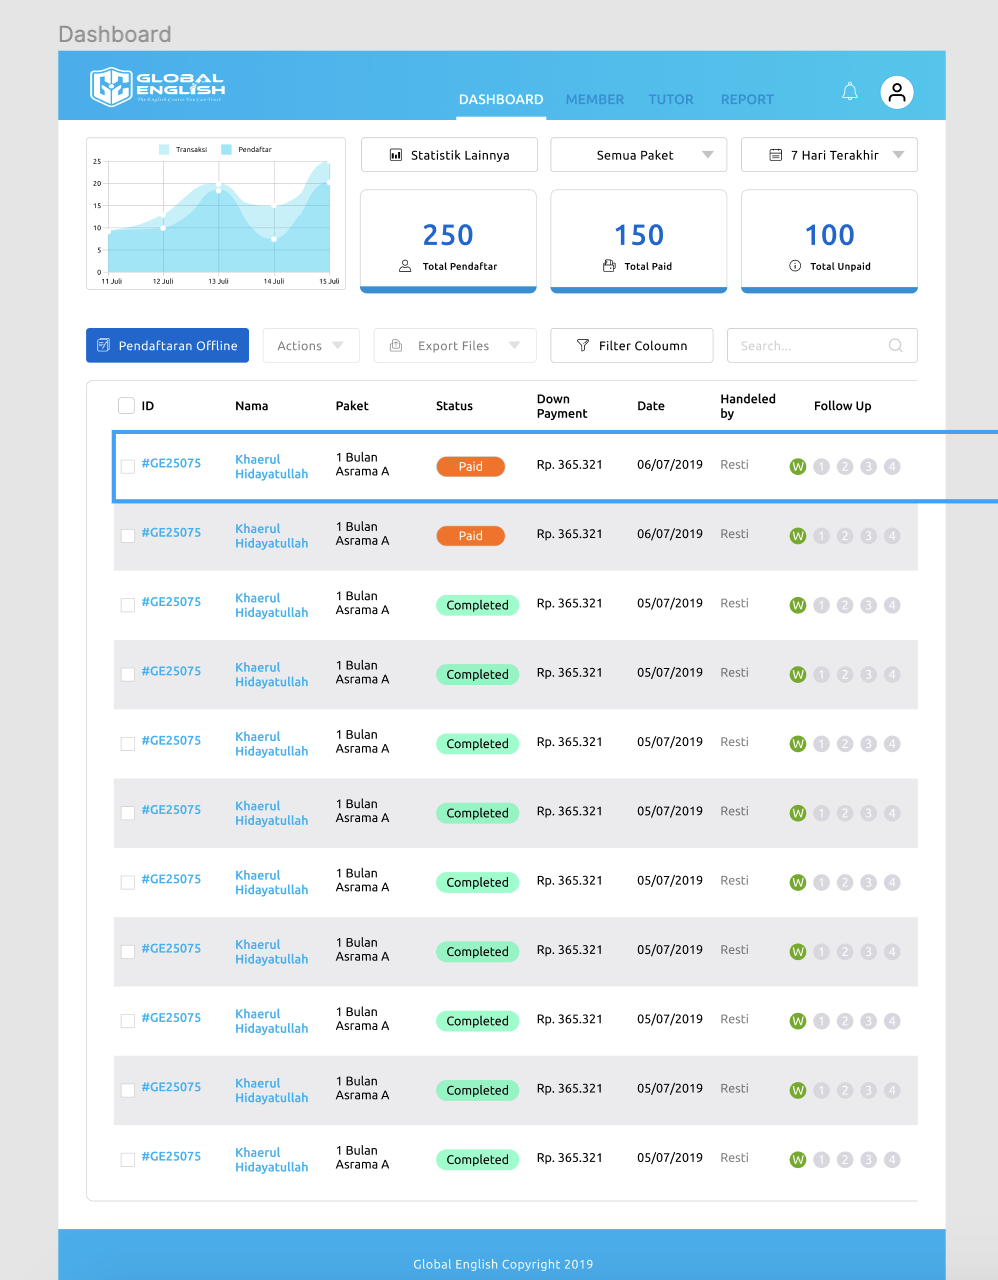 Dashboard
GLOBAL
ENGLISH
The English Center You Can Trust
DASHBOARD MEMBER TUTOR REPORT
Transaksi Pendaftar
25
20
15
10
5
0
11 Juli 12 Juli 13 Juli 14 Juli 15 Juli
Statistik Lainnya
Semua Paket
7 Hari Terakhir
250
Total Pendaftar
150
Total Paid
100
Total Unpaid
Pendaftaran Offline
Actions
Export Files
Filter Coloumn
Search...
ID Nama Paket Status Down Payment Date Handeled by Follow Up
#GE25075 Khaerul Hidayatullah 1 Bulan Asrama A Paid Rp. 365.321 06/07/2019 Resti W 1 2 3 4
#GE25075 Khaerul Hidayatullah 1 Bulan Asrama A Paid Rp. 365.321 06/07/2019 Resti W 1 2 3 4
#GE25075 Khaerul Hidayatullah 1 Bulan Asrama A Completed Rp. 365.321 05/07/2019 Resti W 1 2 3 4
#GE25075 Khaerul Hidayatullah 1 Bulan Asrama A Completed Rp. 365.321 05/07/2019 Resti W 1 2 3 4
#GE25075 Khaerul Hidayatullah 1 Bulan Asrama A Completed Rp. 365.321 05/07/2019 Resti W 1 2 3 4
#GE25075 Khaerul Hidayatullah 1 Bulan Asrama A Completed Rp. 365.321 05/07/2019 Resti W 1 2 3 4
#GE25075 Khaerul Hidayatullah 1 Bulan Asrama A Completed Rp. 365.321 05/07/2019 Resti W 1 2 3 4
#GE25075 Khaerul Hidayatullah 1 Bulan Asrama A Completed Rp. 365.321 05/07/2019 Resti W 1 2 3 4
#GE25075 Khaerul Hidayatullah 1 Bulan Asrama A Completed Rp. 365.321 05/07/2019 Resti W 1 2 3 4
#GE25075 Khaerul Hidayatullah 1 Bulan Asrama A Completed Rp. 365.321 05/07/2019 Resti W 1 2 3 4
#GE25075 Khaerul Hidayatullah 1 Bulan Asrama A Completed Rp. 365.321 05/07/2019 Resti W 1 2 3 4
Global English Copyright 2019